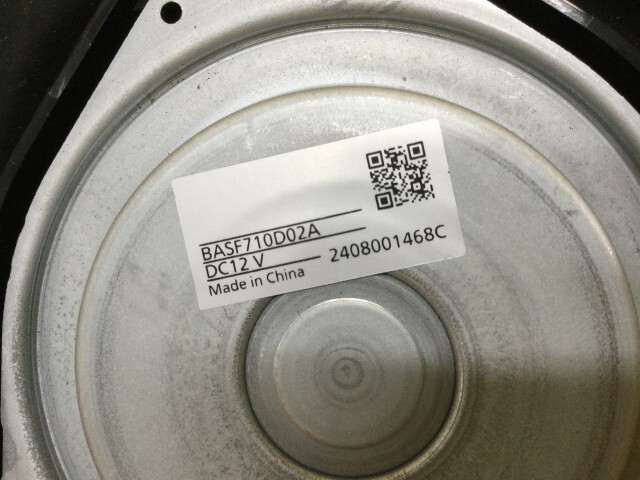 BASF710D02A
DC12 V
2408001468C
Made in China